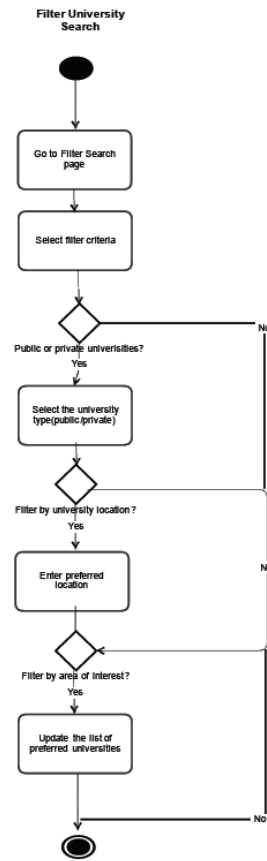 Filter University
Search
Go to Filter Search
page
Select filter criteria
No
Public or private univerisities?
Yes
Select the university
type(public/private)
Filter by university location?
Yes
N
Enter preferred
location
Filter by area of interest?
Yes
Update the list of
preferred universities
No